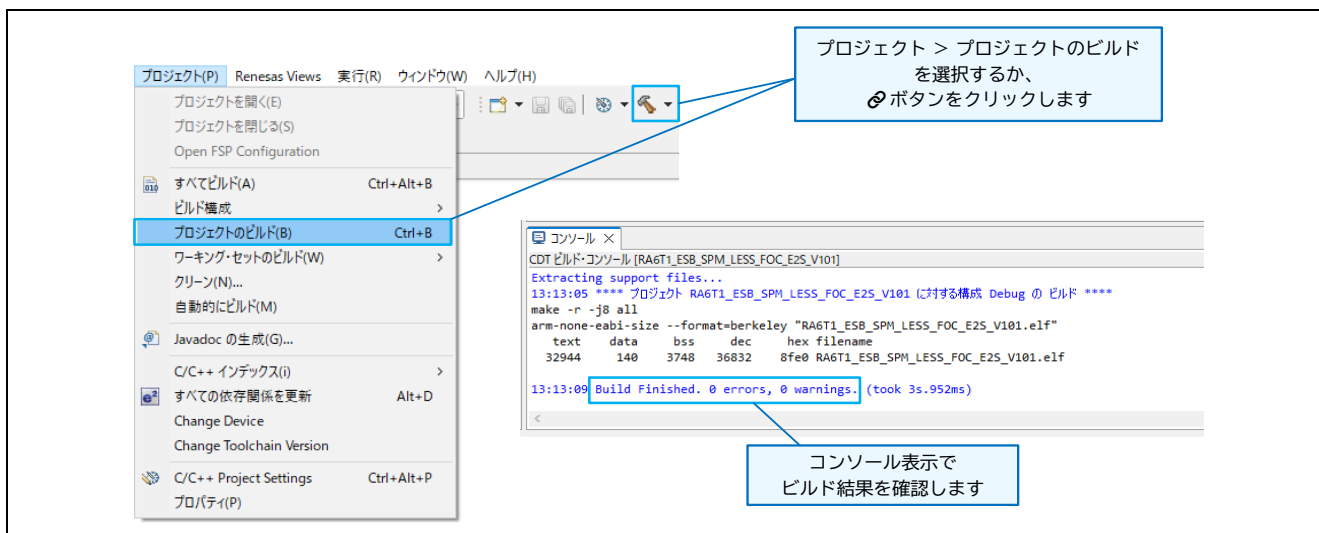 プロジェクト > プロジェクトのビルド
を選択するか、
ボタンをクリックします
プロジェクト(P) Renesas Views 実行(R) ウィンドウ(W) ヘルプ(H)
プロジェクトを開く(E)
プロジェクトを閉じる(S)
Open FSP Configuration
すべてビルド(A) Ctrl+Alt+B
ビルド構成 >
プロジェクトのビルド(B) Ctrl+B
ワーキング・セットのビルド(W) >
クリーン(N)...
自動的にビルド(M)
Javadoc の生成(G)...
C/C++ インデックス(i) >
すべての依存関係を更新 Alt+D
Change Device
Change Toolchain Version
C/C++ Project Settings Ctrl+Alt+P
プロパティ(P)
コンソール
CDT ビルド・コンソール [RA6T1_ESB_SPM_LESS_FOC_E2S_V101]
Extracting support files...
13:13:05 **** プロジェクト RA6T1_ESB_SPM_LESS_FOC_E2S_V101 に対する構成 Debug の ビルド ****
make -r -j8 all
arm-none-eabi-size --format=berkeley "RA6T1_ESB_SPM_LESS_FOC_E2S_V101.elf"
text data bss dec hex filename
32944 140 3748 36832 8fe0 RA6T1_ESB_SPM_LESS_FOC_E2S_V101.elf
13:13:09 Build Finished. 0 errors, 0 warnings. (took 3s.952ms)
コンソール表示で
ビルド結果を確認します